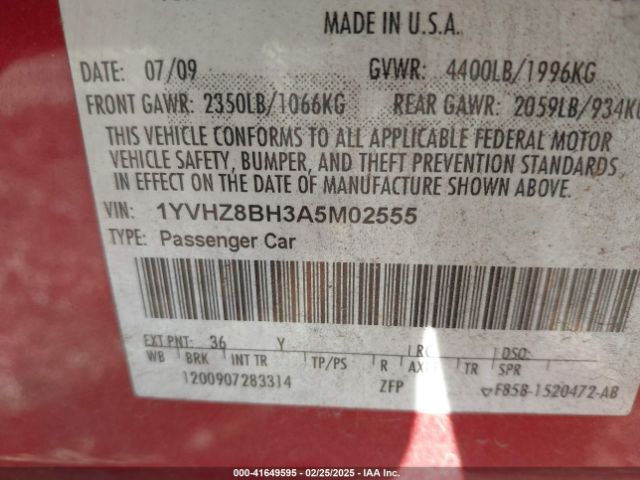 MADE IN U.S.A.
DATE: 07/09 GVWR: 4400LB/1996KG
FRONT GAWR: 2350LB/1066KG REAR GAWR: 2059LB/934KG
THIS VEHICLE CONFORMS TO ALL APPLICABLE FEDERAL MOTOR
VEHICLE SAFETY, BUMPER, AND THEFT PREVENTION STANDARDS
IN EFFECT ON THE DATE OF MANUFACTURE SHOWN ABOVE.
VIN: 1YVHZ8BH3A5M02555
TYPE: Passenger Car
EXT PNT: 36 Y RC: DSO:
WB BRK INT TR TP/PS R AX TR SPR
1200907283314 ZFP F85B-1520472-AB
000-41649595 - 02/25/2025 - IAA Inc.